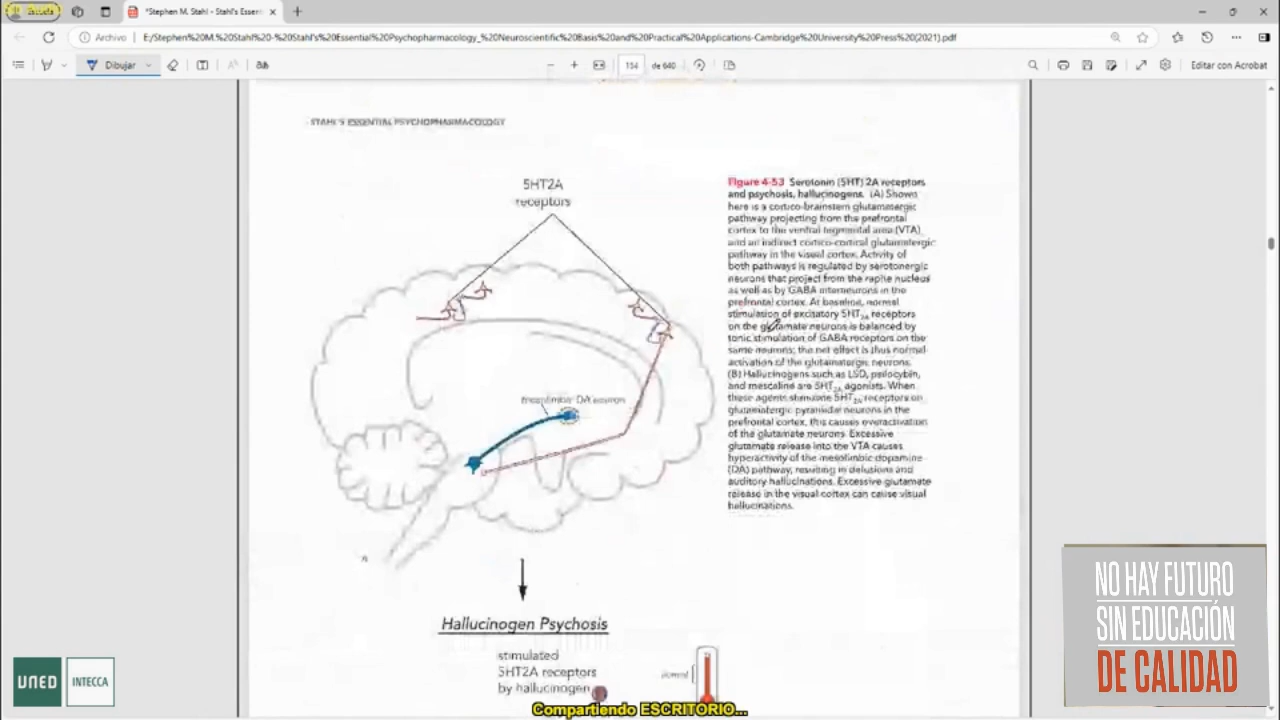 Escuela
*Stephen M. Stahl - Stahl's Essen
Archivo
E:/Stephen%20M.%20Stahl%20-%20Stahl's%20Essential%20Psychopharmacology_%20Neuroscientific%20Basis%20and%20Practical%20Applications-Cambridge%20University%20Press%20(2021).pdf
Dibujar
154
de 640
Editar con Acrobat
STAHL'S ESSENTIAL PSYCHOPHARMACOLOGY
5HT2A
receptors
Figure 4-53 Serotonin (5HT) 2A receptors
and psychosis, hallucinogens. (A) Shown
here is a cortico-brainstem glutamatergic
pathway projecting from the prefrontal
cortex to the ventral tegmental area (VTA)
and an indirect cortico-cortical glutamatergic
pathway in the visual cortex. Activity of
both pathways is regulated by serotonergic
neurons that project from the raphe nucleus
as well as by GABA interneurons in the
prefrontal cortex. At baseline, normal
stimulation of excitatory 5HT2A receptors
on the glutamate neurons is balanced by
tonic stimulation of GABA receptors on the
same neurons; the net effect is thus normal
activation of the glutamatergic neurons.
(B) Hallucinogens such as LSD, psilocybin,
and mescaline are 5HT2A agonists. When
these agents stimulate 5HT2A receptors on
glutamatergic pyramidal neurons in the
prefrontal cortex, this causes overactivation
of the glutamate neurons. Excessive
glutamate release into the VTA causes
hyperactivity of the mesolimbic dopamine
(DA) pathway, resulting in delusions and
auditory hallucinations. Excessive glutamate
release in the visual cortex can cause visual
hallucinations.
mesolimbic DA neuron
A
Hallucinogen Psychosis
stimulated
5HT2A receptors
by hallucinogen
normal
NO HAY FUTURO
SIN EDUCACIÓN
DE CALIDAD
UNED
INTECCA
Compartiendo ESCRITORIO...